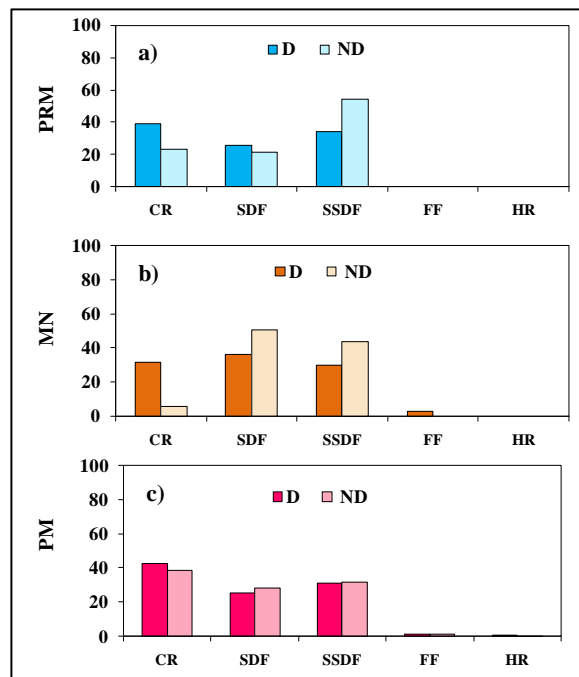 100
a)
D ND
80
60
PRM
40
20
0
CR SDF SSDF FF HR
100
b)
D ND
80
60
MN
40
20
0
CR SDF SSDF FF HR
100
c)
D ND
80
60
PM
40
20
0
CR SDF SSDF FF HR